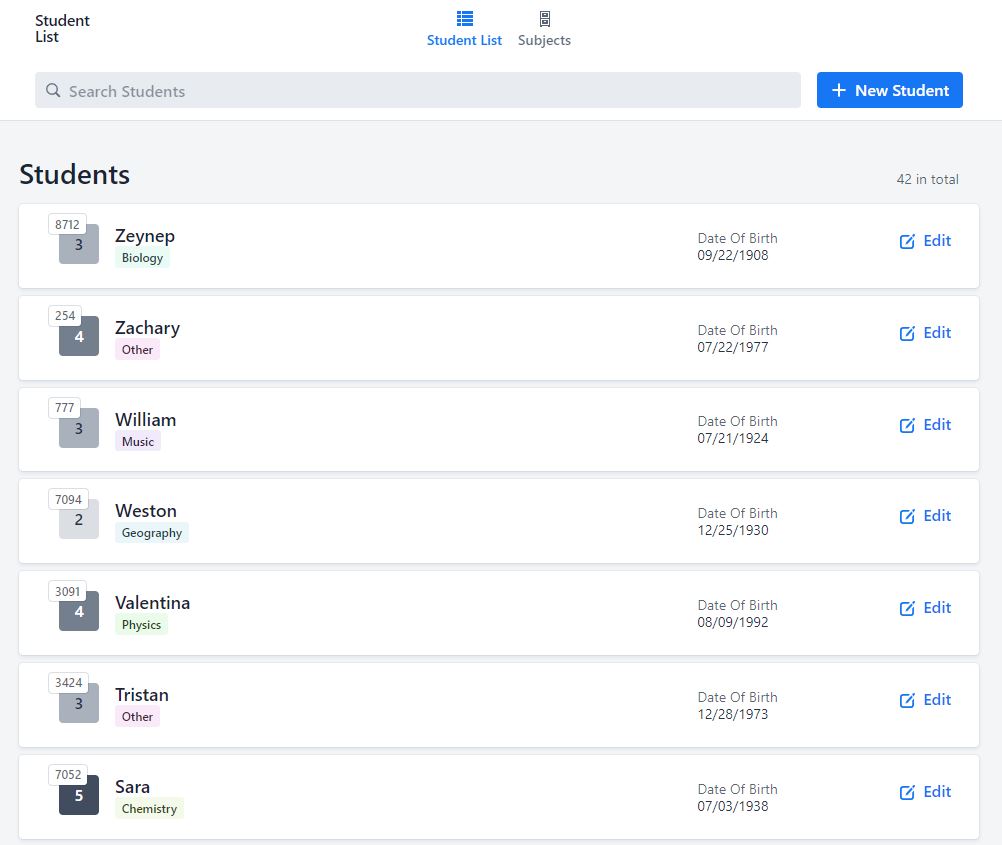 Student
List
Student List
Subjects
Search Students
New Student
Students
42 in total
8712
3
Zeynep
Biology
Date Of Birth
09/22/1908
Edit
254
4
Zachary
Other
Date Of Birth
07/22/1977
Edit
777
3
William
Music
Date Of Birth
07/21/1924
Edit
7094
2
Weston
Geography
Date Of Birth
12/25/1930
Edit
3091
4
Valentina
Physics
Date Of Birth
08/09/1992
Edit
3424
3
Tristan
Other
Date Of Birth
12/28/1973
Edit
7052
5
Sara
Chemistry
Date Of Birth
07/03/1938
Edit